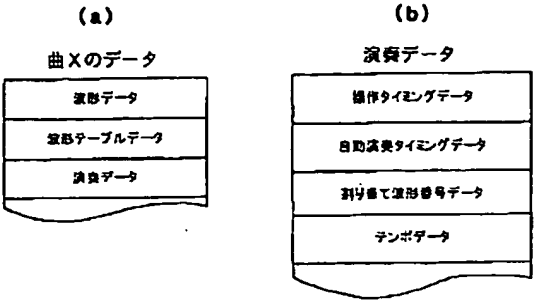 (a)
曲Xのデータ
波形データ
波形テーブルデータ
演奏データ
(b)
演奏データ
操作タイミングデータ
自動演奏タイミングデータ
割り当て波形番号データ
テンポデータ